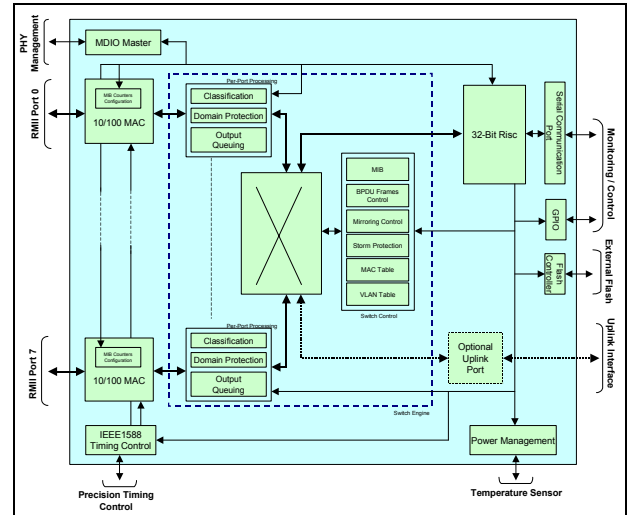 PHY
Management
MDIO Master
RMI Port 0
MIB Counters
Configuration
10/100 MAC
Per-Port Processing
Classification
Domain Protection
Output
Queuing
32-Bit Risc
Serial Communication
Port
Monitoring / Control
GPIO
MIB
BPDU Frames
Control
Mirroring Control
Storm Protection
MAC Table
VLAN Table
Switch Control
Flash
Controller
External Flash
RMII Port 7
MIB Counters
Configuration
10/100 MAC
Per-Port Processing
Classification
Domain Protection
Output
Queuing
Switch Engine
Optional
Uplink
Port
Uplink Interface
IEEE1588
Timing Control
Power Management
Precision Timing
Control
Temperature Sensor